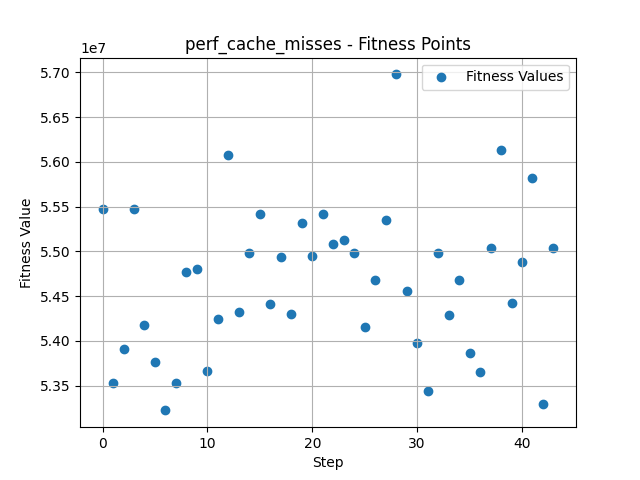 perf_cache_misses - Fitness Points
1e7
Fitness Values
5.70
5.65
5.60
5.55
5.50
5.45
5.40
5.35
Fitness Value
0 10 20 30 40
Step